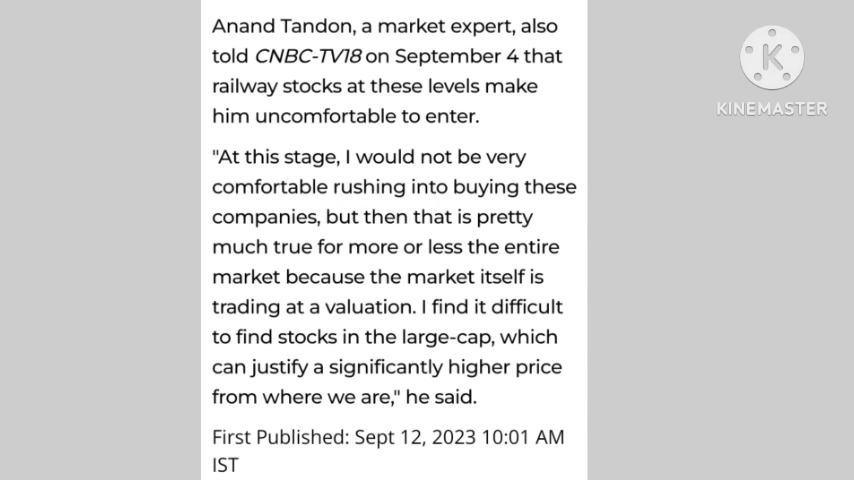 Anand Tandon, a market expert, also
told CNBC-TV18 on September 4 that
railway stocks at these levels make
him uncomfortable to enter.
"At this stage, I would not be very
comfortable rushing into buying these
companies, but then that is pretty
much true for more or less the entire
market because the market itself is
trading at a valuation. I find it difficult
to find stocks in the large-cap, which
can justify a significantly higher price
from where we are," he said.
First Published: Sept 12, 2023 10:01 AM
IST
K
KINEMASTER